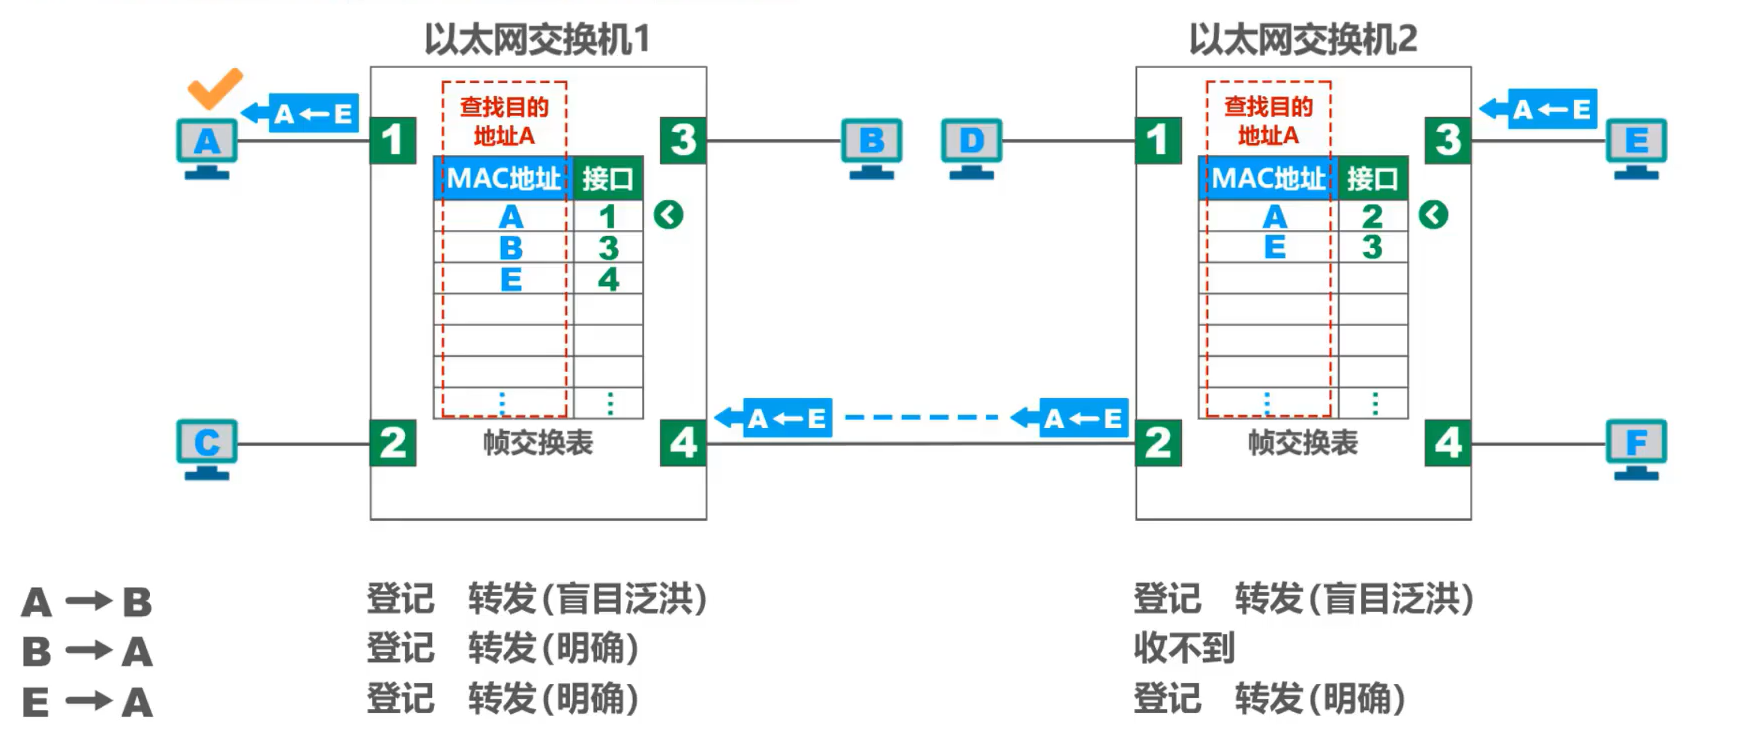 以太网交换机1
以太网交换机2
A←E
查找目的
地址A
查找目的
地址A
A←E
A
1
3
B
D
1
3
E
MAC地址 接口
A 1
B 3
E 4
⋮ ⋮
MAC地址 接口
A 2
E 3
⋮ ⋮
A←E
A←E
C
2
帧交换表
4
2
帧交换表
4
F
A→B 登记 转发(盲目泛洪) 登记 转发(盲目泛洪)
B→A 登记 转发(明确) 收不到
E→A 登记 转发(明确) 登记 转发(明确)